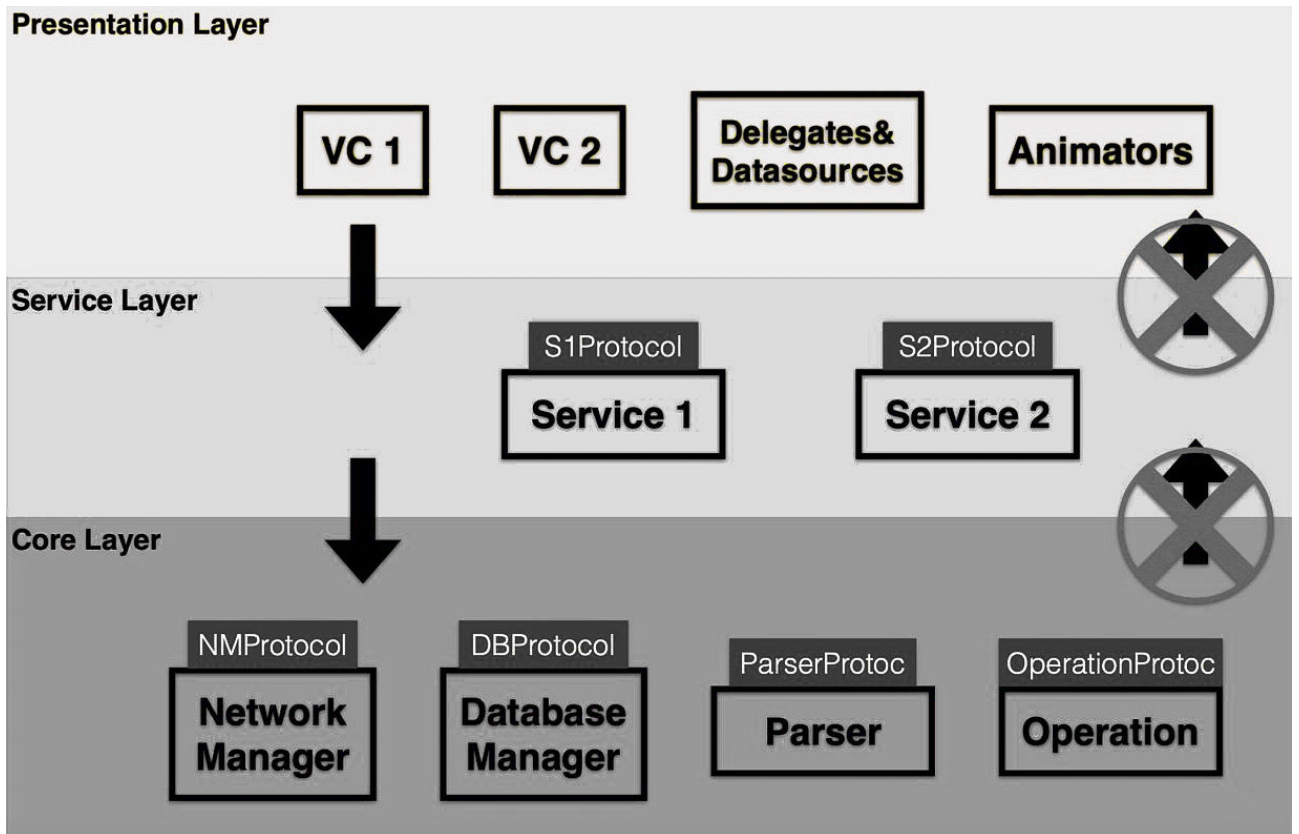 Presentation Layer
VC 1
VC 2
Delegates&
Datasources
Animators
Service Layer
S1Protocol
Service 1
S2Protocol
Service 2
Core Layer
NMProtocol
Network
Manager
DBProtocol
Database
Manager
ParserProtoc
Parser
OperationProtoc
Operation